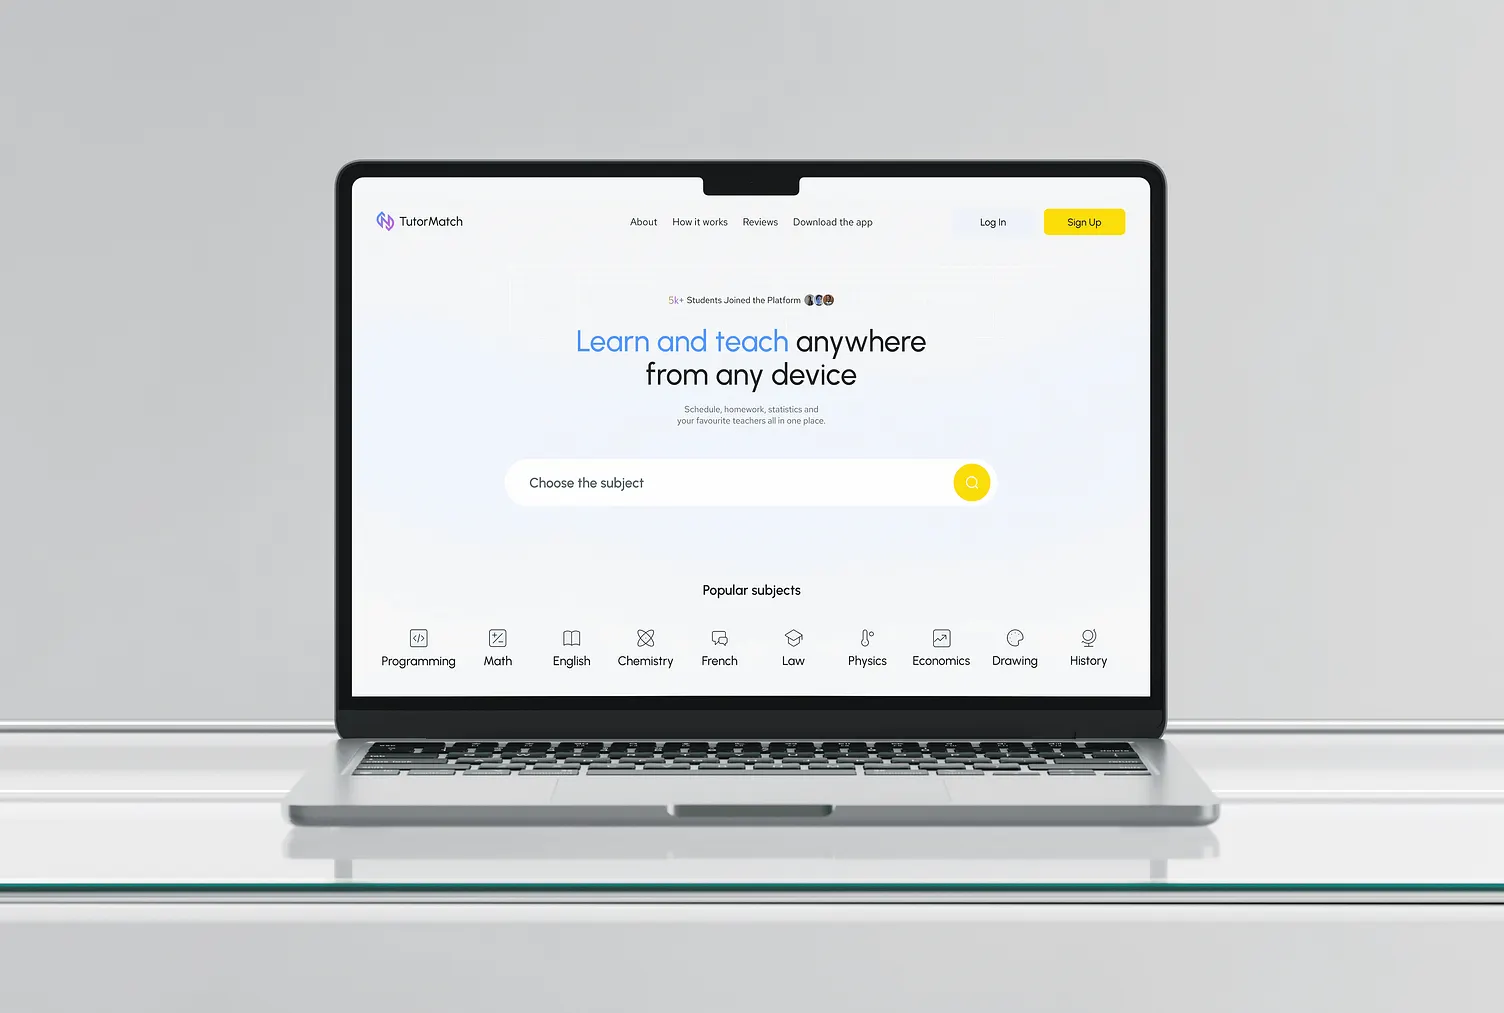 TutorMatch
About
How it works
Reviews
Download the app
Log In
Sign Up
5k+ Students Joined the Platform
Learn and teach anywhere
from any device
Schedule, homework, statistics and
your favourite teachers all in one place.
Choose the subject
Popular subjects
Programming
Math
English
Chemistry
French
Law
Physics
Economics
Drawing
History